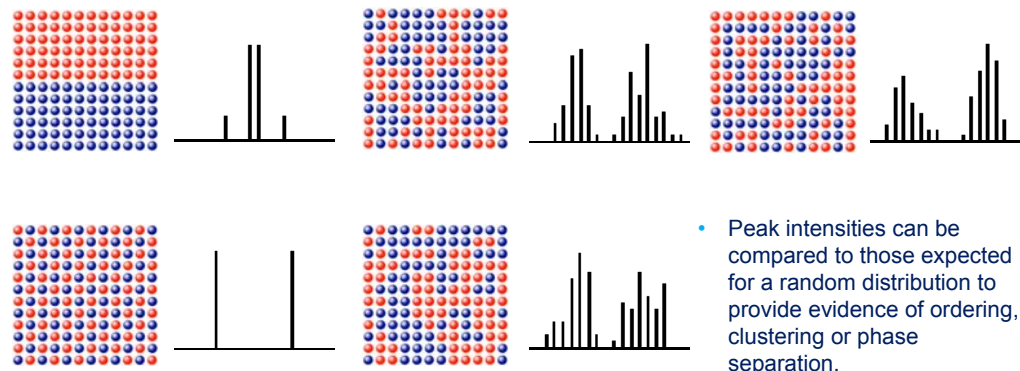 • Peak intensities can be
compared to those expected
for a random distribution to
provide evidence of ordering,
clustering or phase
separation.